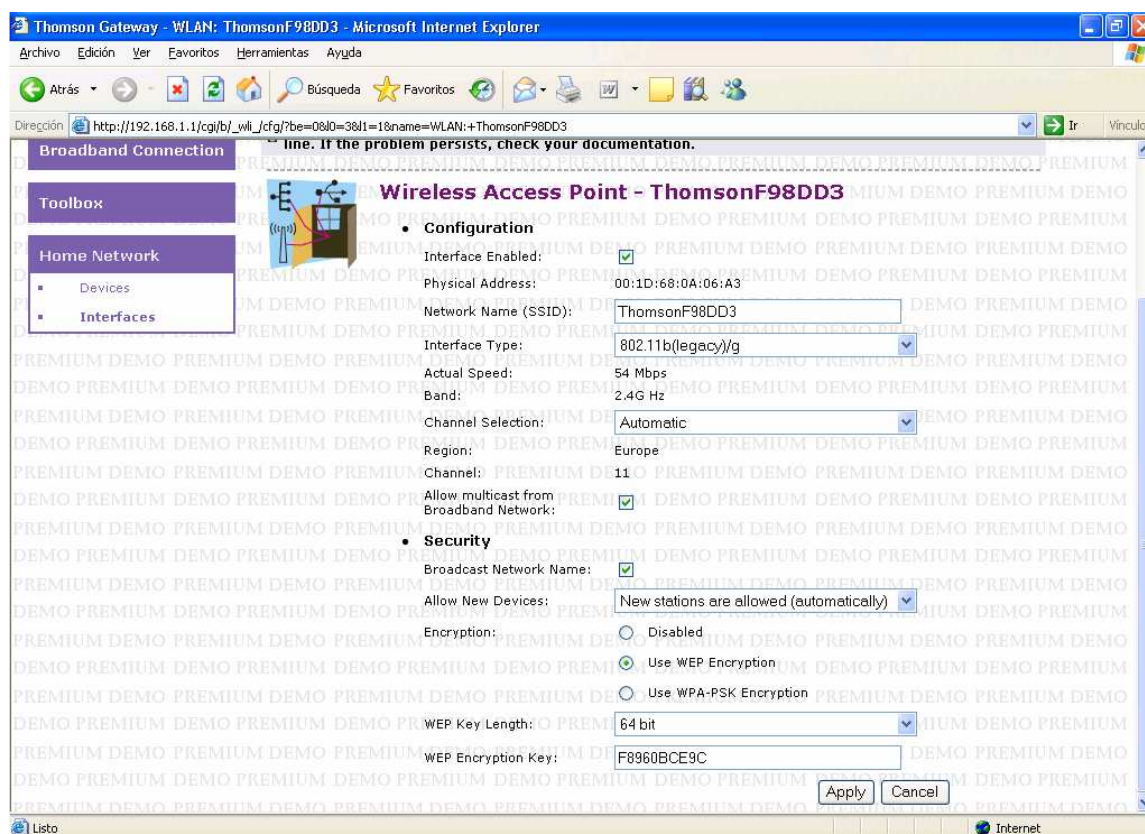 Thomson Gateway - WLAN: ThomsonF98DD3 - Microsoft Internet Explorer
Archivo Edición Ver Favoritos Herramientas Ayuda
Atrás Búsqueda Favoritos
Dirección http://192.168.1.1/cgi/b/_wli_/cfg/?be=0&l0=3&l1=1&name=WLAN:+ThomsonF98DD3 Ir Vínculo
Broadband Connection
line. If the problem persists, check your documentation.
Toolbox
Home Network
Devices
Interfaces
Wireless Access Point - ThomsonF98DD3
Configuration
Interface Enabled:
Physical Address: 00:1D:68:0A:06:A3
Network Name (SSID): ThomsonF98DD3
Interface Type: 802.11b(legacy)/g
Actual Speed: 54 Mbps
Band: 2.4G Hz
Channel Selection: Automatic
Region: Europe
Channel: 11
Allow multicast from
Broadband Network:
Security
Broadcast Network Name:
Allow New Devices: New stations are allowed (automatically)
Encryption: Disabled
Use WEP Encryption
Use WPA-PSK Encryption
WEP Key Length: 64 bit
WEP Encryption Key: F8960BCE9C
Apply Cancel
PREMIUM DEMO PREMIUM DEMO PREMIUM DEMO
Listo Internet